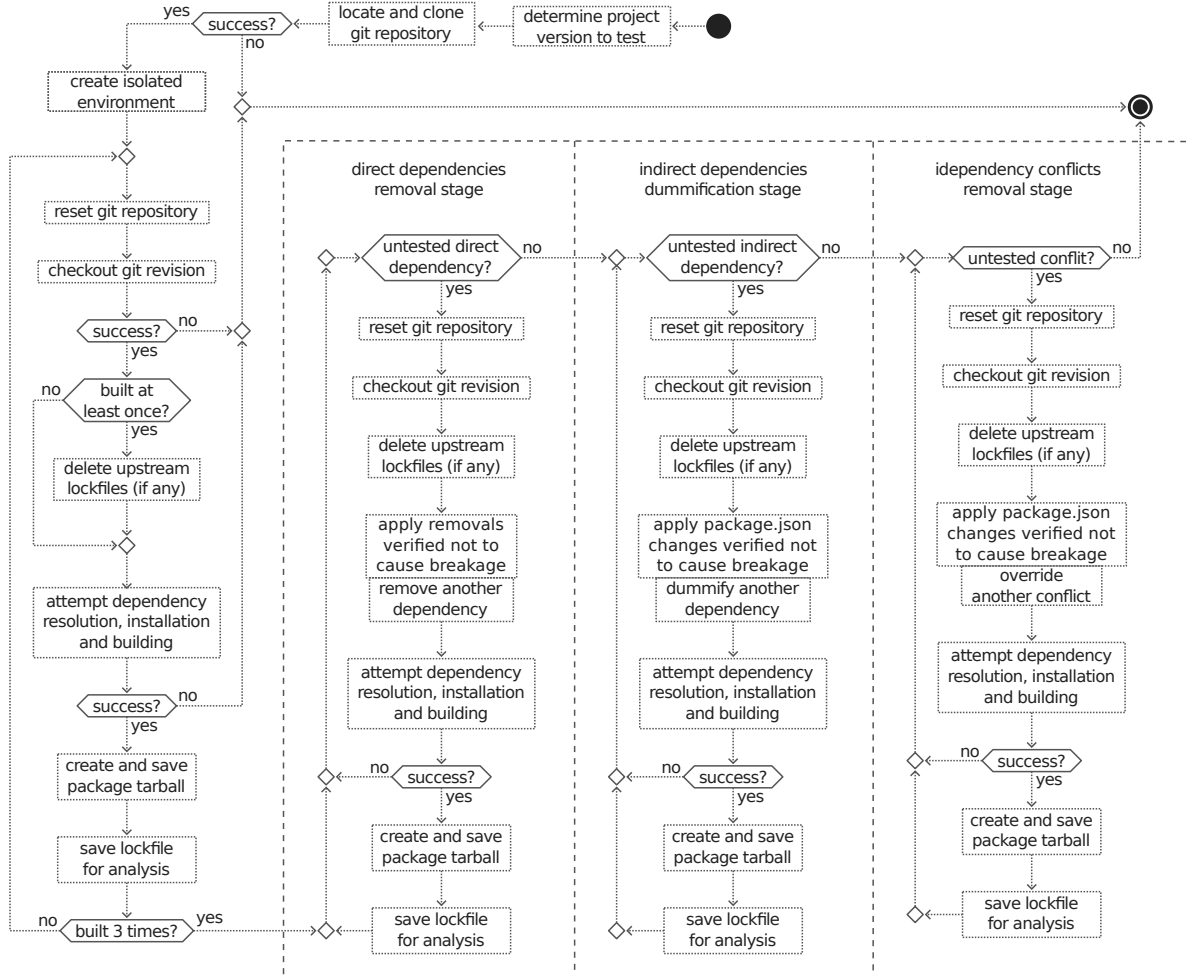 yes
success?
no
locate and clone
git repository
determine project
version to test
create isolated
environment
reset git repository
checkout git revision
success?
no
yes
no
built at
least once?
yes
delete upstream
lockfiles (if any)
attempt dependency
resolution, installation
and building
success?
no
yes
create and save
package tarball
save lockfile
for analysis
no
built 3 times?
yes
direct dependencies
removal stage
untested direct
dependency?
no
yes
reset git repository
checkout git revision
delete upstream
lockfiles (if any)
apply removals
verified not to
cause breakage
remove another
dependency
attempt dependency
resolution, installation
and building
no
success?
yes
create and save
package tarball
save lockfile
for analysis
indirect dependencies
dummification stage
untested indirect
dependency?
no
yes
reset git repository
checkout git revision
delete upstream
lockfiles (if any)
apply package.json
changes verified not
to cause breakage
dummify another
dependency
attempt dependency
resolution, installation
and building
no
success?
yes
create and save
package tarball
save lockfile
for analysis
idependency conflicts
removal stage
untested conflit?
no
yes
reset git repository
checkout git revision
delete upstream
lockfiles (if any)
apply package.json
changes verified not
to cause breakage
override
another conflict
attempt dependency
resolution, installation
and building
no
success?
yes
create and save
package tarball
save lockfile
for analysis